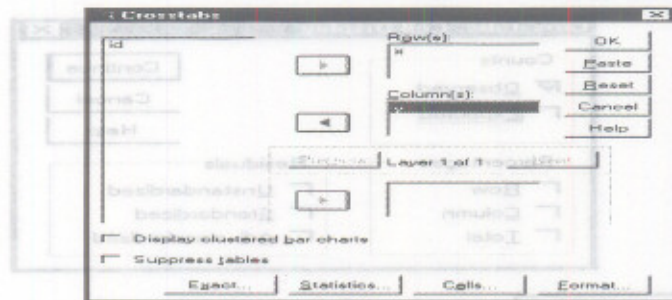 Crosstabs
id
Row(s):
x
Column(s):
y
OK
Paste
Reset
Cancel
Help
Layer 1 of 1
Display clustered bar charts
Suppress tables
Exact...
Statistics...
Cells...
Format...
Counts
Observed
Continue
Cancel
Help
Residuals
Unstandardized
Standardized
Row
Column
Total